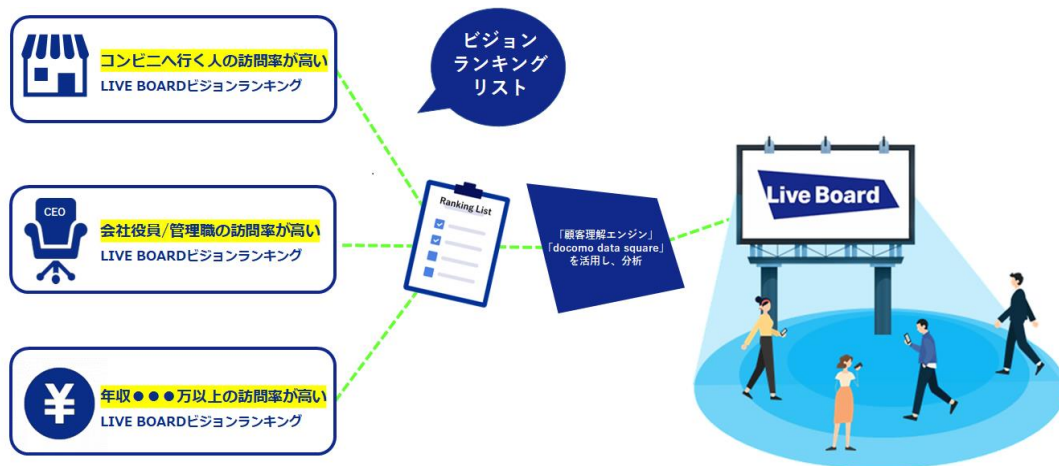 コンビニへ行く人の訪問率が高い
LIVE BOARDビジョンランキング
ビジョン
ランキング
リスト
CEO
会社役員/管理職の訪問率が高い
LIVE BOARDビジョンランキング
Ranking List
「顧客理解エンジン」
「docomo data square」
を活用し、分析
Live Board
¥
年収●●●万以上の訪問率が高い
LIVE BOARDビジョンランキング